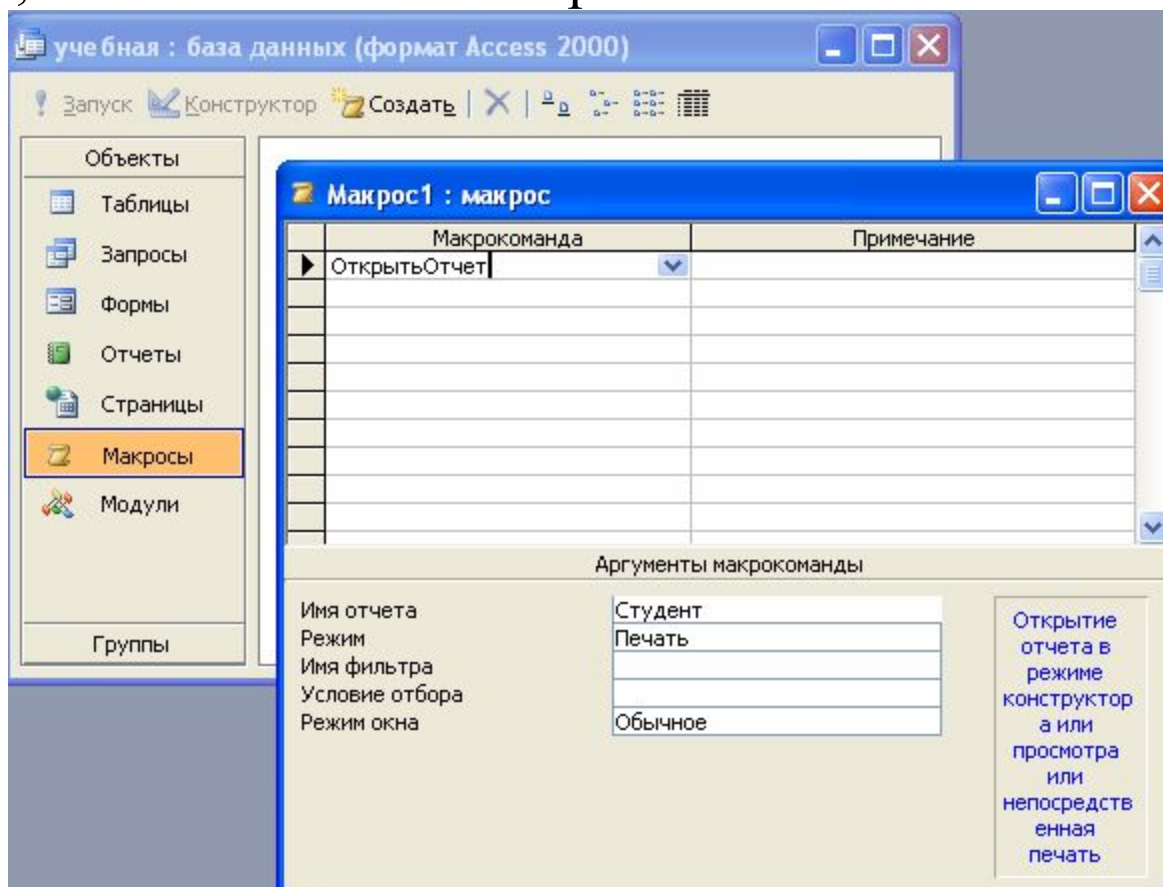 учебная : база данных (формат Access 2000)
Запуск Конструктор Создать
Объекты
Таблицы
Запросы
Формы
Отчеты
Страницы
Макросы
Модули
Группы
Макрос1 : макрос
Макрокоманда Примечание
ОткрытьОтчет
Аргументы макрокоманды
Имя отчета Студент
Режим Печать
Имя фильтра
Условие отбора
Режим окна Обычное
Открытие
отчета в
режиме
конструктор
а или
просмотра
или
непосредств
енная
печать